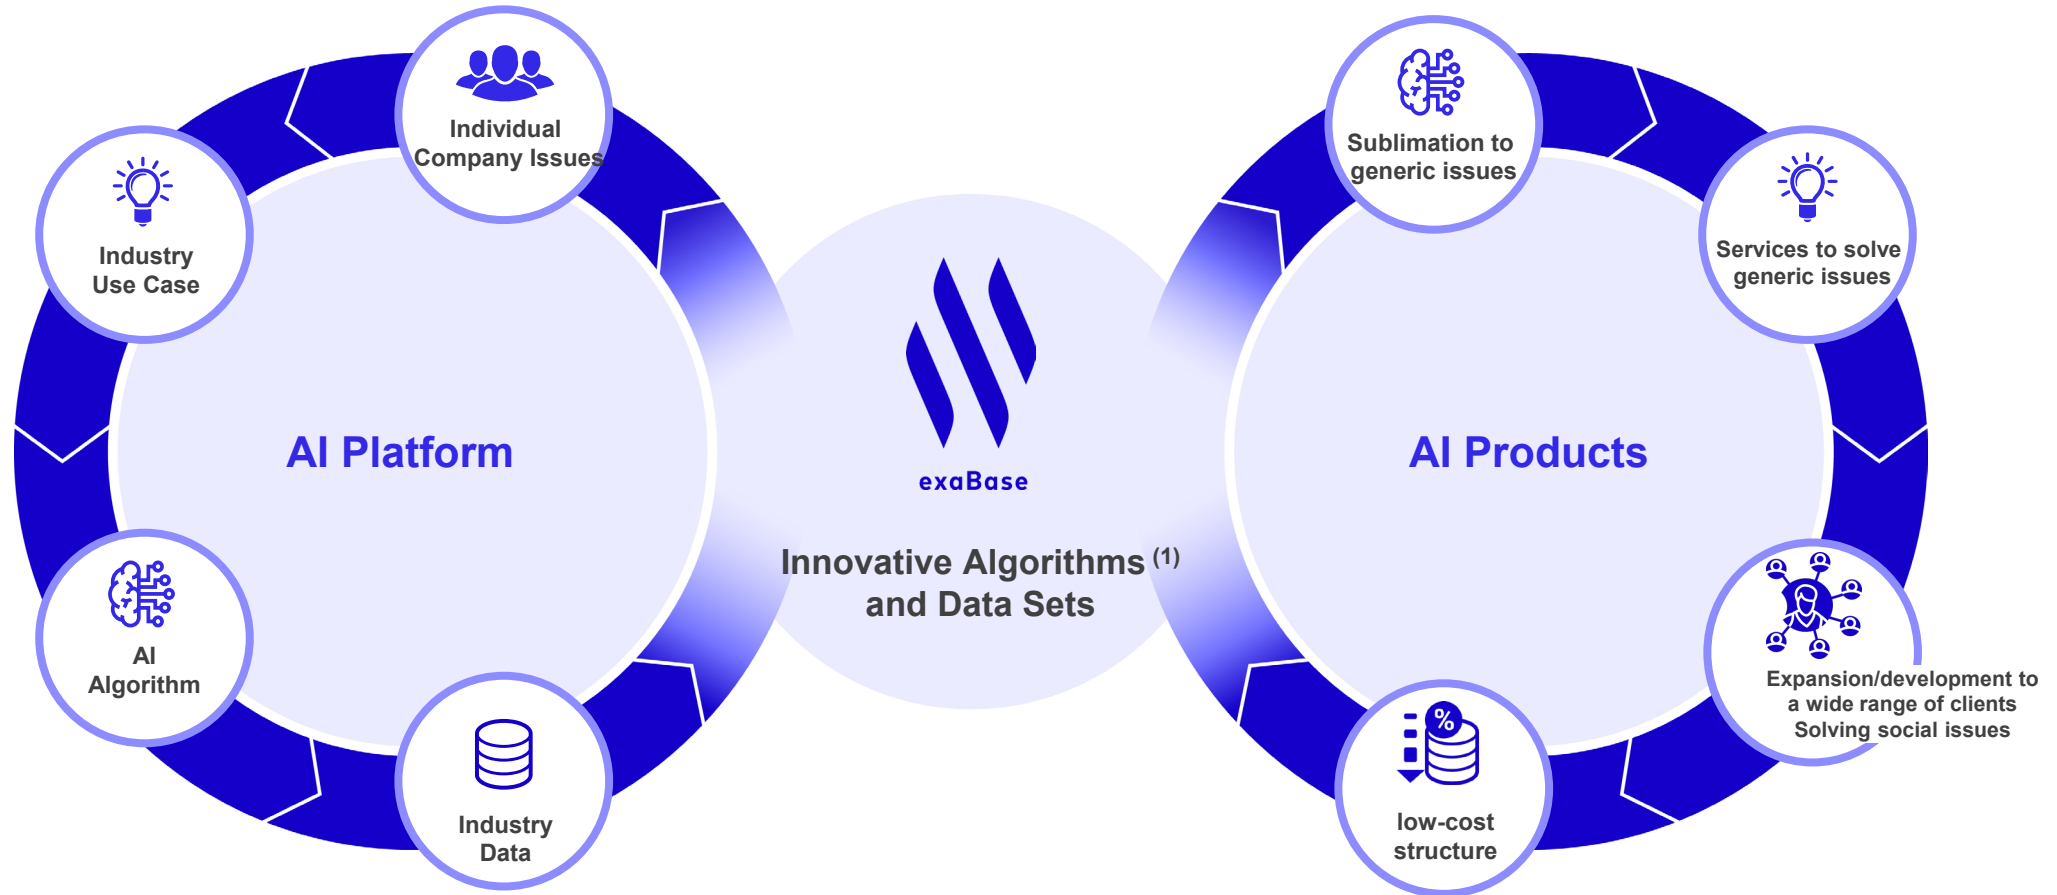 Individual
Company Issues
Industry
Use Case
AI Platform
AI
Algorithm
Industry
Data
exaBase
Innovative Algorithms (1)
and Data Sets
Sublimation to
generic issues
Services to solve
generic issues
AI Products
Expansion/development to
a wide range of clients
Solving social issues
%
low-cost
structure